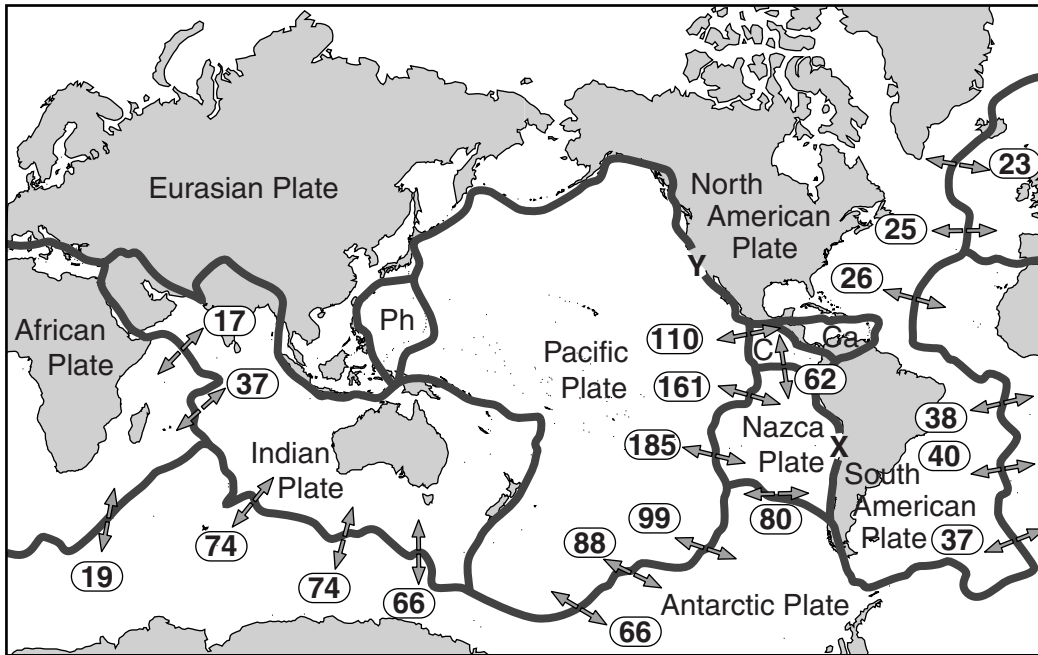 Eurasian Plate
North
American
Plate
23
25
26
Y
African
Plate
17
Ph
Pacific
Plate
110
C
Ca
37
161
62
38
Indian
Plate
185
Nazca
Plate
X
South
American
Plate
40
74
74
19
66
99
88
80
37
66
Antarctic Plate